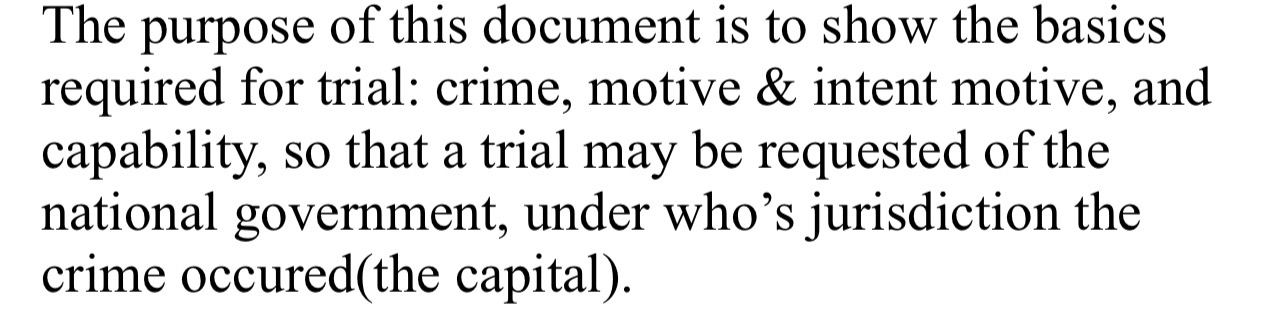 The purpose of this document is to show the basics
required for trial: crime, motive & intent motive, and
capability, so that a trial may be requested of the
national government, under who’s jurisdiction the
crime occured(the capital).